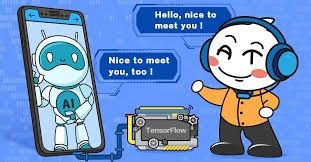 Hello, nice to
meet you !
Nice to meet
you, too !
AI
TensorFlow